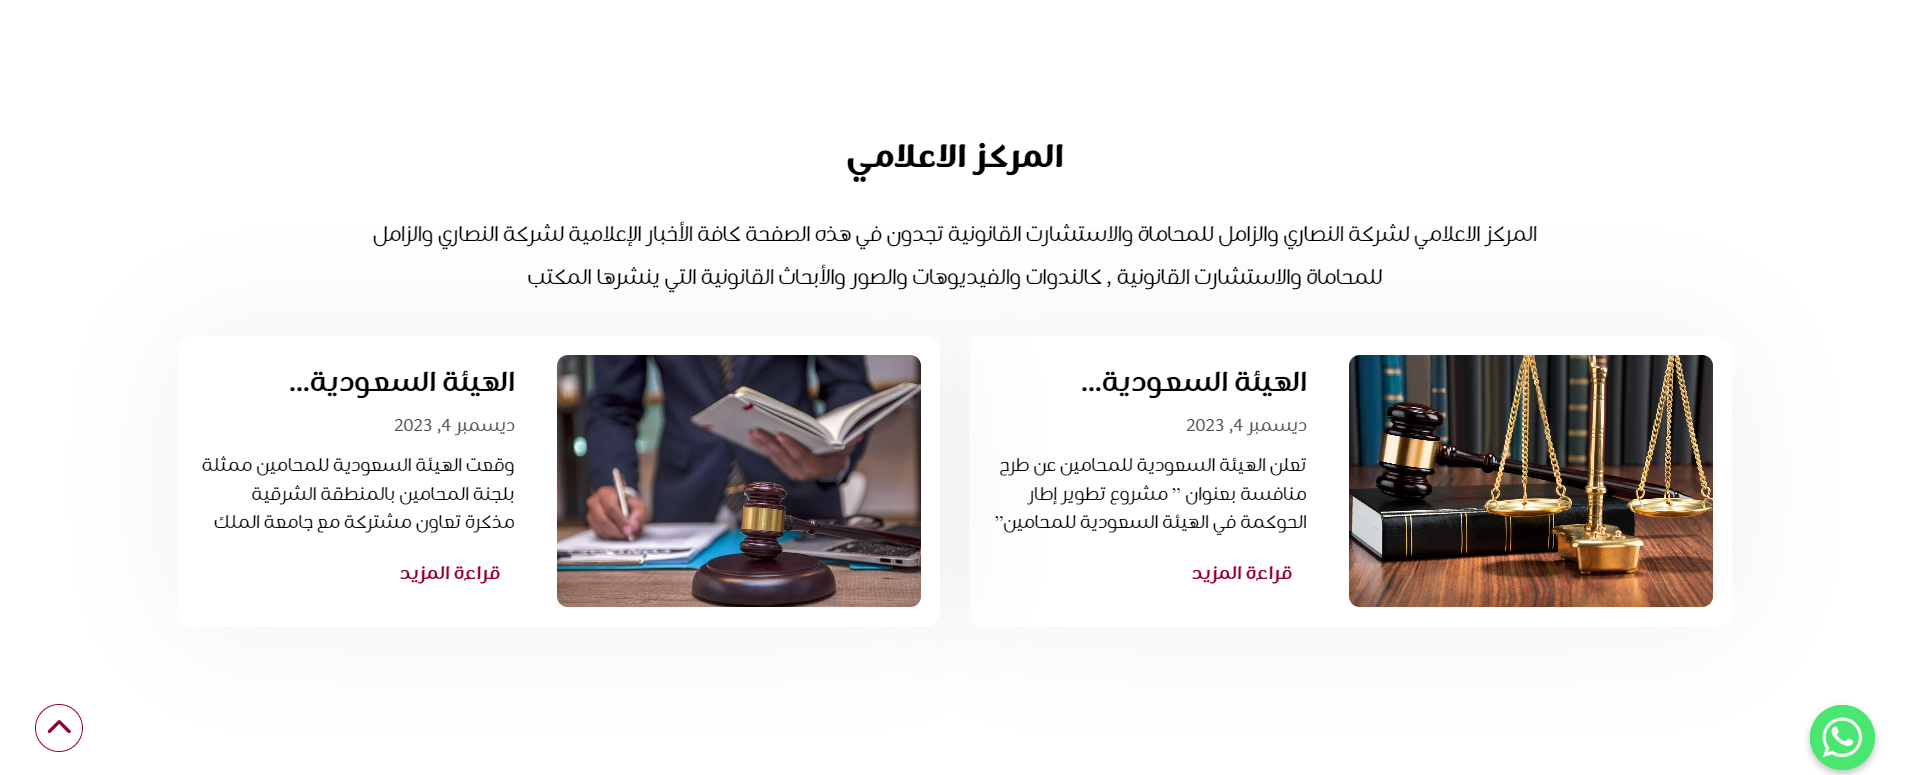 المركز الاعلامي
المركز الاعلامي لشركة النصاري والزامل للمحاماة والاستشارت القانونية تجدون في هذه الصفحة كافة الأخبار الإعلامية لشركة النصاري والزامل
للمحاماة والاستشارت القانونية , كالندوات والفيديوهات والصور والأبحاث القانونية التي ينشرها المكتب
الهيئة السعودية...
ديسمبر 4, 2023
تعلن الهيئة السعودية للمحامين عن طرح
منافسة بعنوان ” مشروع تطوير إطار
الحوكمة في الهيئة السعودية للمحامين”
قراءة المزيد
الهيئة السعودية...
ديسمبر 4, 2023
وقعت الهيئة السعودية للمحامين ممثلة
بلجنة المحامين بالمنطقة الشرقية
مذكرة تعاون مشتركة مع جامعة الملك
قراءة المزيد